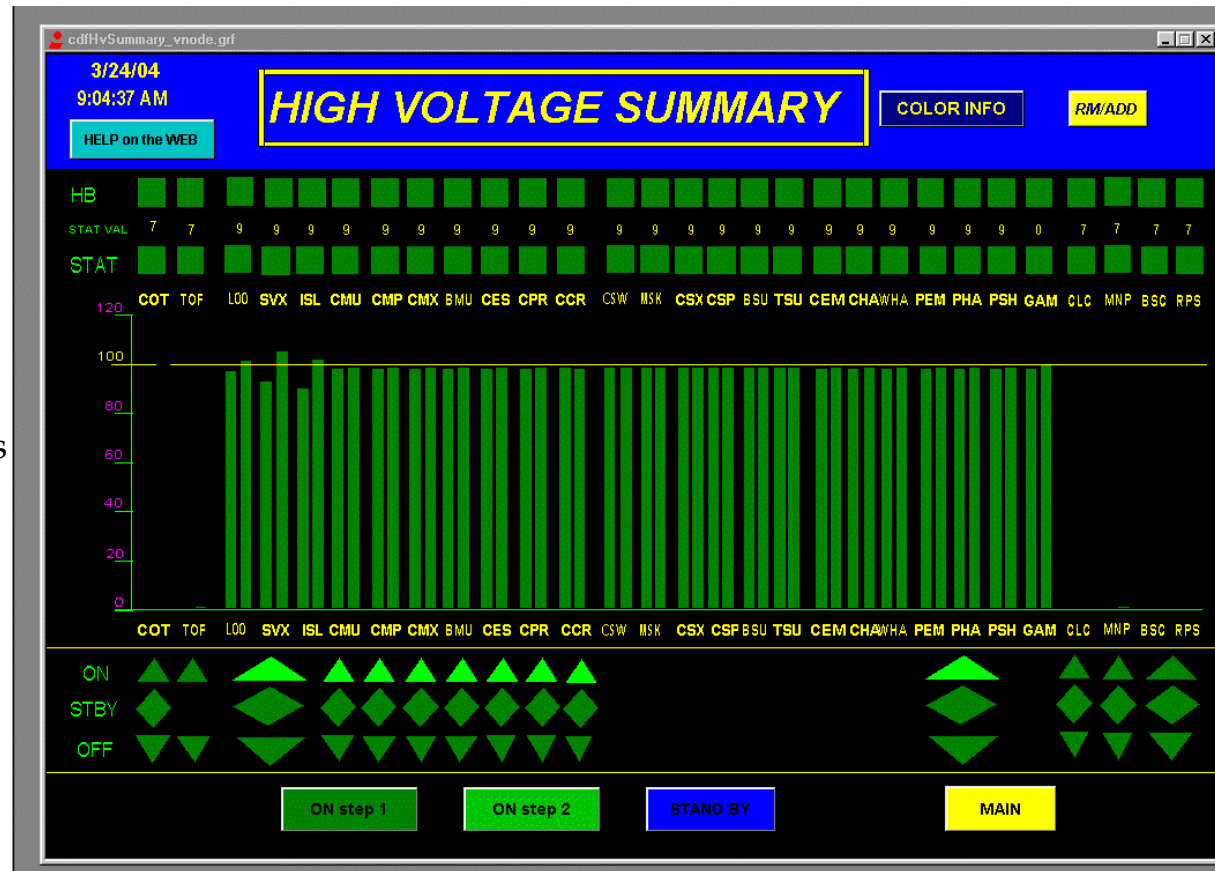 cdfHvSummary_vnode.grf
3/24/04
9:04:37 AM
HELP on the WEB
HIGH VOLTAGE SUMMARY
COLOR INFO
RM/ADD
HB
STAT VAL 7 7 9 9 9 9 9 9 9 9 9 9 9 9 9 9 9 9 9 9 9 9 9 9 0 7 7 7 7
STAT
COT TOF L00 SVX ISL CMU CMP CMX BMU CES CPR CCR CSW MSK CSX CSP BSU TSU CEM CHA WHA PEM PHA PSH GAM CLC MNP BSC RPS
120
100
80
60
40
20
0
s
COT TOF L00 SVX ISL CMU CMP CMX BMU CES CPR CCR CSW MSK CSX CSP BSU TSU CEM CHA WHA PEM PHA PSH GAM CLC MNP BSC RPS
ON
STBY
OFF
ON step 1
ON step 2
STAND BY
MAIN